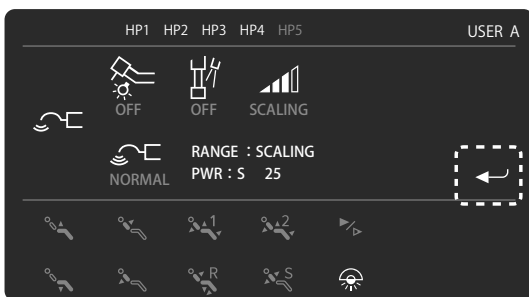 HP1 HP2 HP3 HP4 HP5 USER A
OFF OFF SCALING
RANGE : SCALING
NORMAL PWR : S 25
1 2
R S